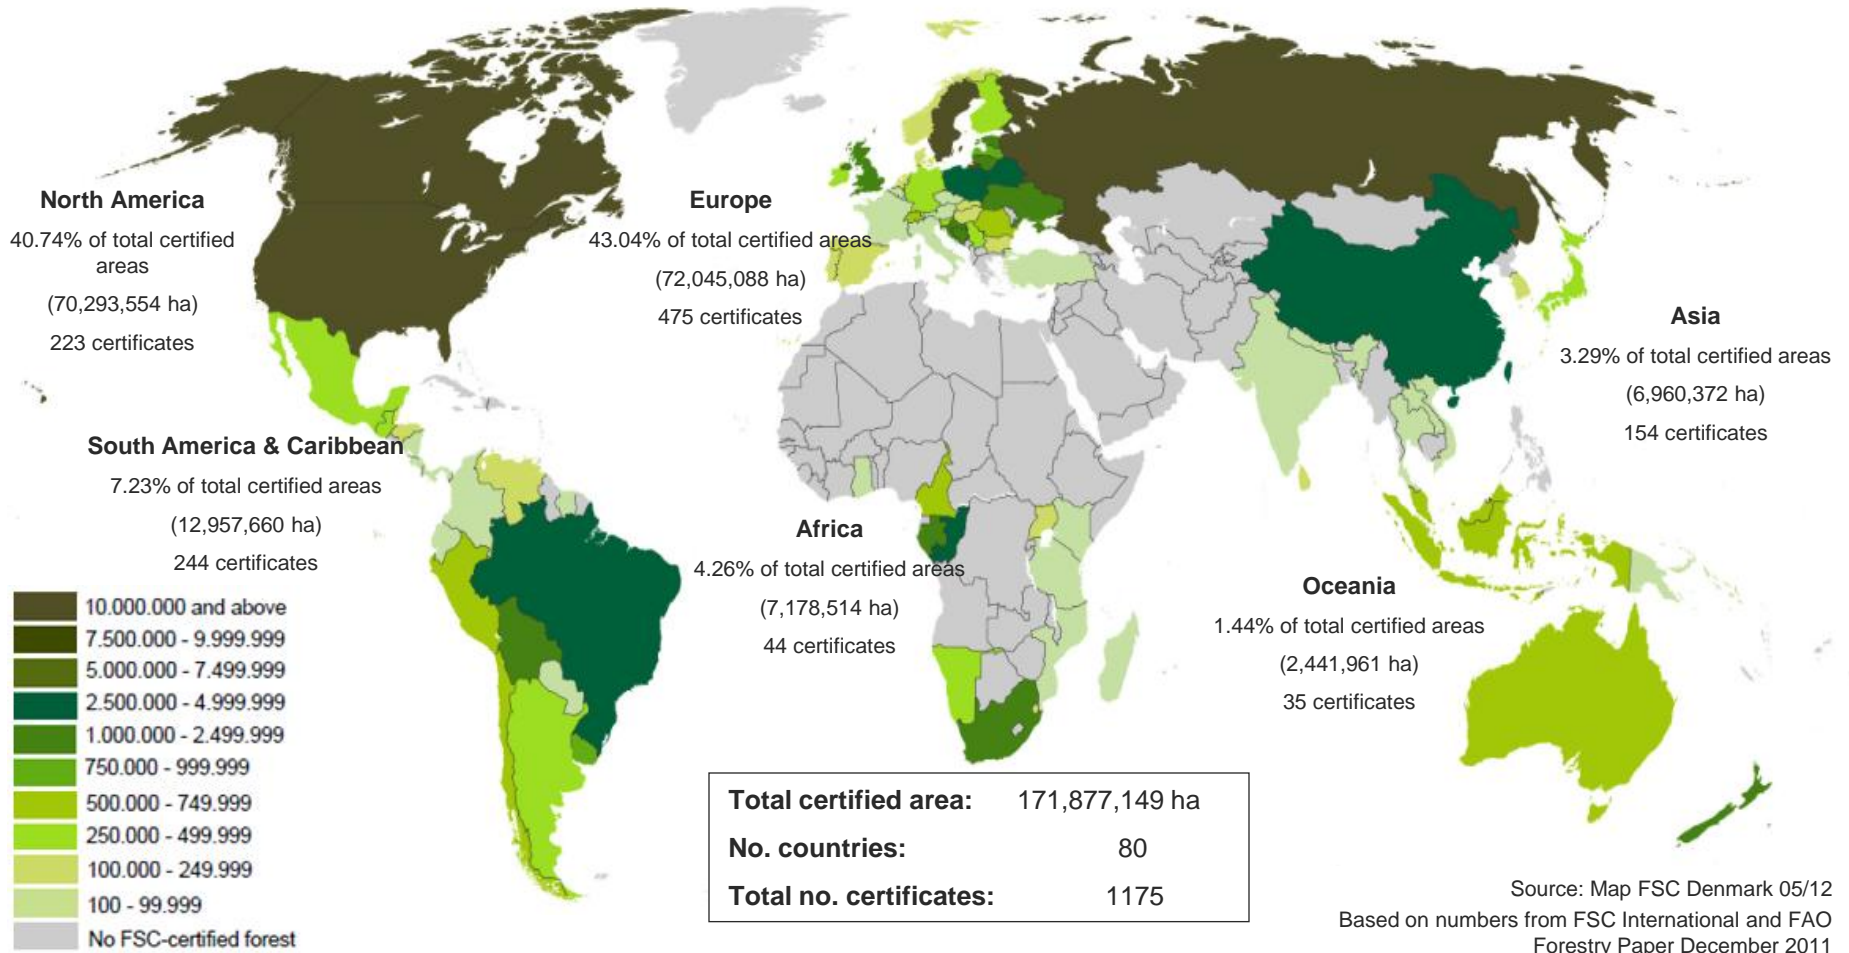 North America
40.74% of total certified
areas
(70,293,554 ha)
223 certificates
Europe
43.04% of total certified areas
(72,045,088 ha)
475 certificates
Asia
3.29% of total certified areas
(6,960,372 ha)
154 certificates
South America & Caribbean
7.23% of total certified areas
(12,957,660 ha)
244 certificates
Africa
4.26% of total certified areas
(7,178,514 ha)
44 certificates
Oceania
1.44% of total certified areas
(2,441,961 ha)
35 certificates
10.000.000 and above
7.500.000 - 9.999.999
5.000.000 - 7.499.999
2.500.000 - 4.999.999
1.000.000 - 2.499.999
750.000 - 999.999
500.000 - 749.999
250.000 - 499.999
100.000 - 249.999
100 - 99.999
No FSC-certified forest
Total certified area: 171,877,149 ha
No. countries: 80
Total no. certificates: 1175
Source: Map FSC Denmark 05/12
Based on numbers from FSC International and FAO
Forestry Paper December 2011